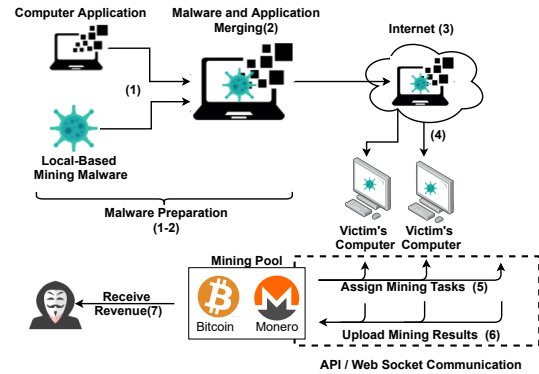 Computer Application
Malware and Application
Merging(2)
Internet (3)
(1)
(4)
Local-Based
Mining Malware
Malware Preparation
(1-2)
Victim's
Computer
Victim's
Computer
Mining Pool
Bitcoin
Monero
Assign Mining Tasks (5)
Receive
Revenue(7)
Upload Mining Results (6)
API / Web Socket Communication